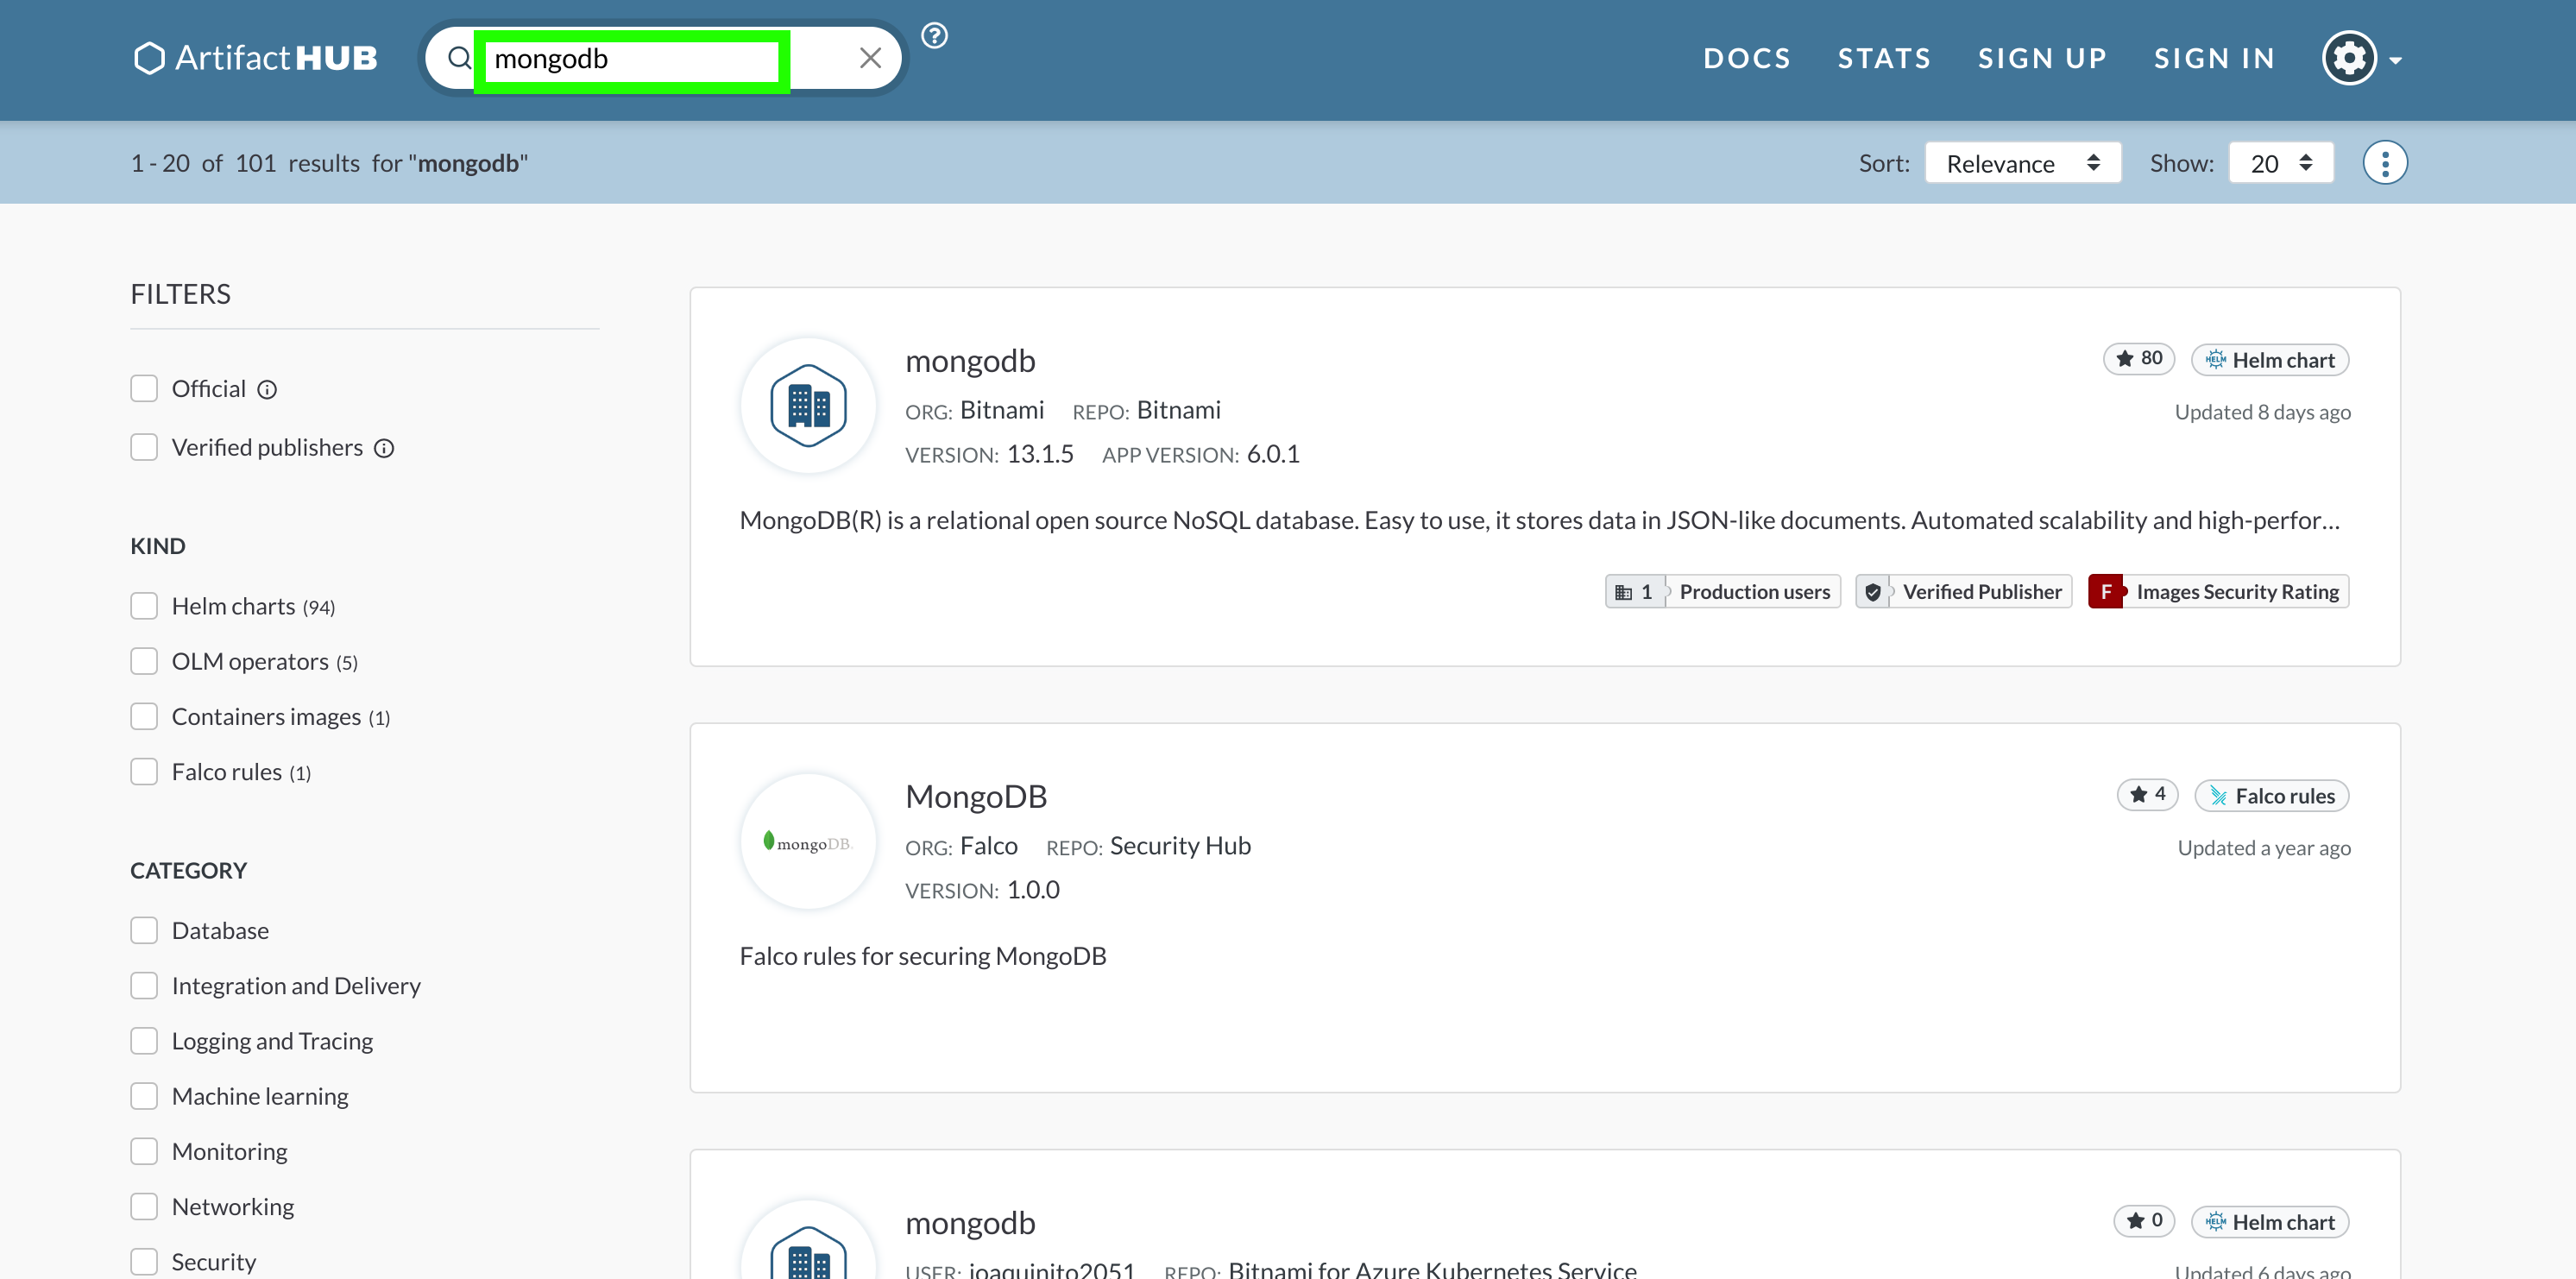 ArtifactHUB
mongodb
DOCS STATS SIGN UP SIGN IN
1 - 20 of 101 results for "mongodb"
Sort: Relevance Show: 20
FILTERS
Official
Verified publishers
KIND
Helm charts (94)
OLM operators (5)
Containers images (1)
Falco rules (1)
CATEGORY
Database
Integration and Delivery
Logging and Tracing
Machine learning
Monitoring
Networking
Security
mongodb
80 HELM Helm chart
ORG: Bitnami REPO: Bitnami
Updated 8 days ago
VERSION: 13.1.5 APP VERSION: 6.0.1
MongoDB(R) is a relational open source NoSQL database. Easy to use, it stores data in JSON-like documents. Automated scalability and high-perfor...
1 Production users Verified Publisher F Images Security Rating
MongoDB
4 Falco rules
mongoDB.
ORG: Falco REPO: Security Hub
Updated a year ago
VERSION: 1.0.0
Falco rules for securing MongoDB
mongodb
0 HELM Helm chart
USER: joaquinito2051 REPO: Bitnami for Azure Kubernetes Service
Updated 6 days ago